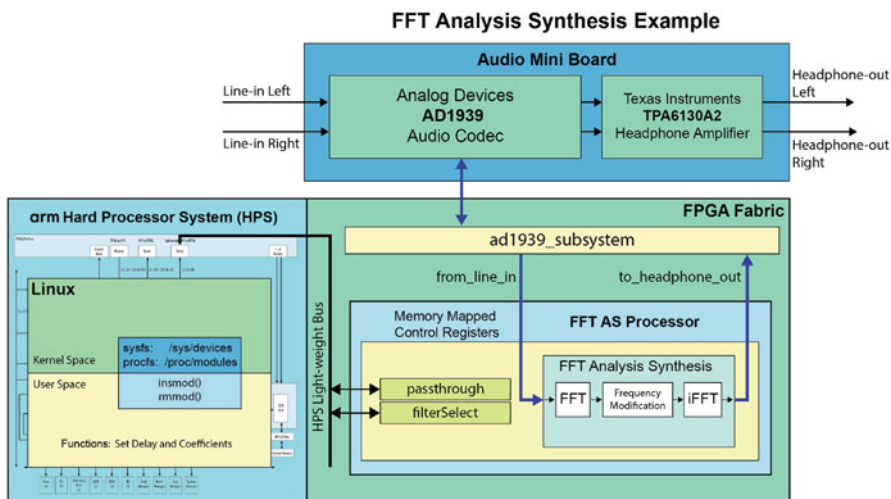 FFT Analysis Synthesis Example
Audio Mini Board
Line-in Left
Line-in Right
Analog Devices
AD1939
Audio Codec
Texas Instruments
TPA6130A2
Headphone Amplifier
Headphone-out
Left
Headphone-out
Right
arm Hard Processor System (HPS)
FPGA Fabric
ad1939_subsystem
from_line_in
to_headphone_out
Linux
sysfs: /sys/devices
procfs: /proc/modules
Kernel Space
User Space
insmod()
rmmod()
Functions: Set Delay and Coefficients
HPS Light-weight Bus
Memory Mapped
Control Registers
FFT AS Processor
passthrough
filterSelect
FFT Analysis Synthesis
FFT
Frequency
Modification
iFFT